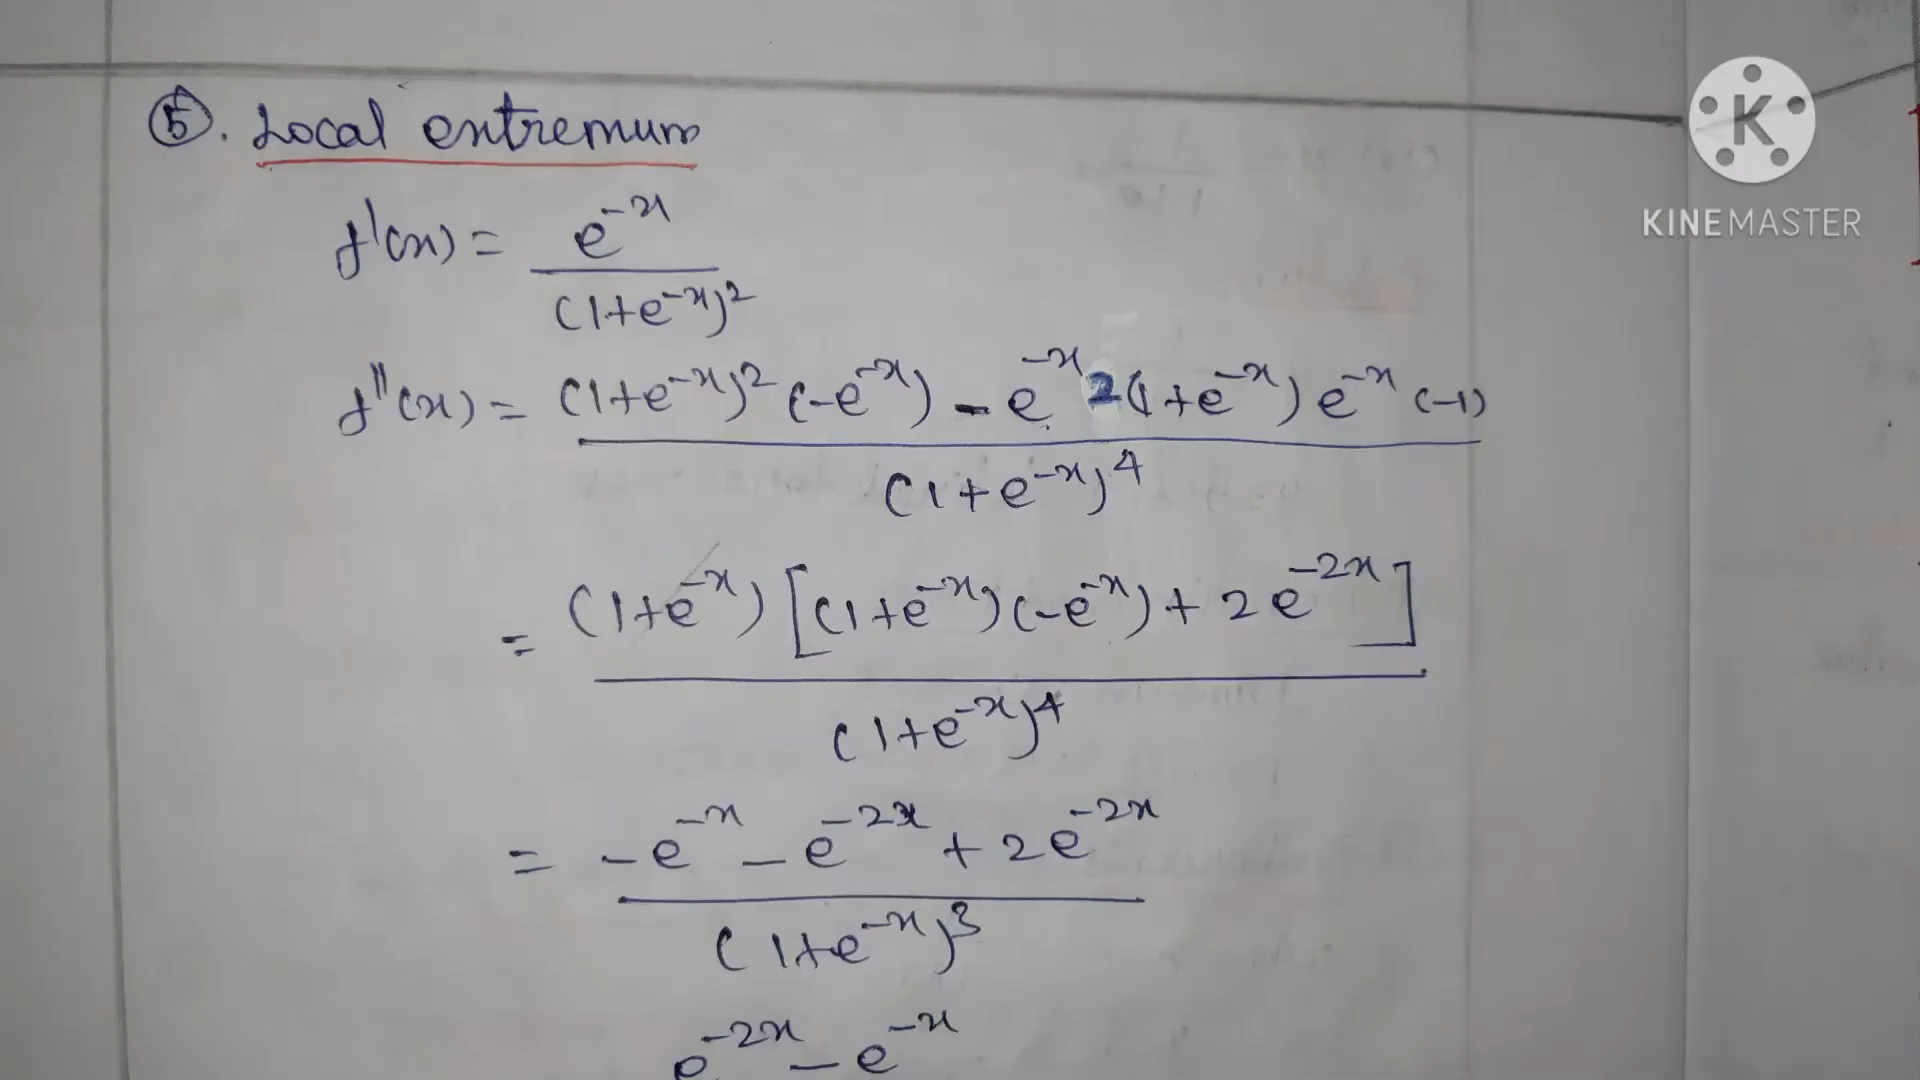 ⑤. Local extremum
f'(x) = e^-x / (1+e^-x)^2
f''(x) = (1+e^-x)^2 (-e^-x) - e^-x 2(1+e^-x) e^-x (-1) / (1+e^-x)^4
= (1+e^-x) [(1+e^-x)(-e^-x) + 2e^-2x] / (1+e^-x)^4
= -e^-x - e^-2x + 2e^-2x / (1+e^-x)^3
e^-2x - e^-x
KINEMASTER